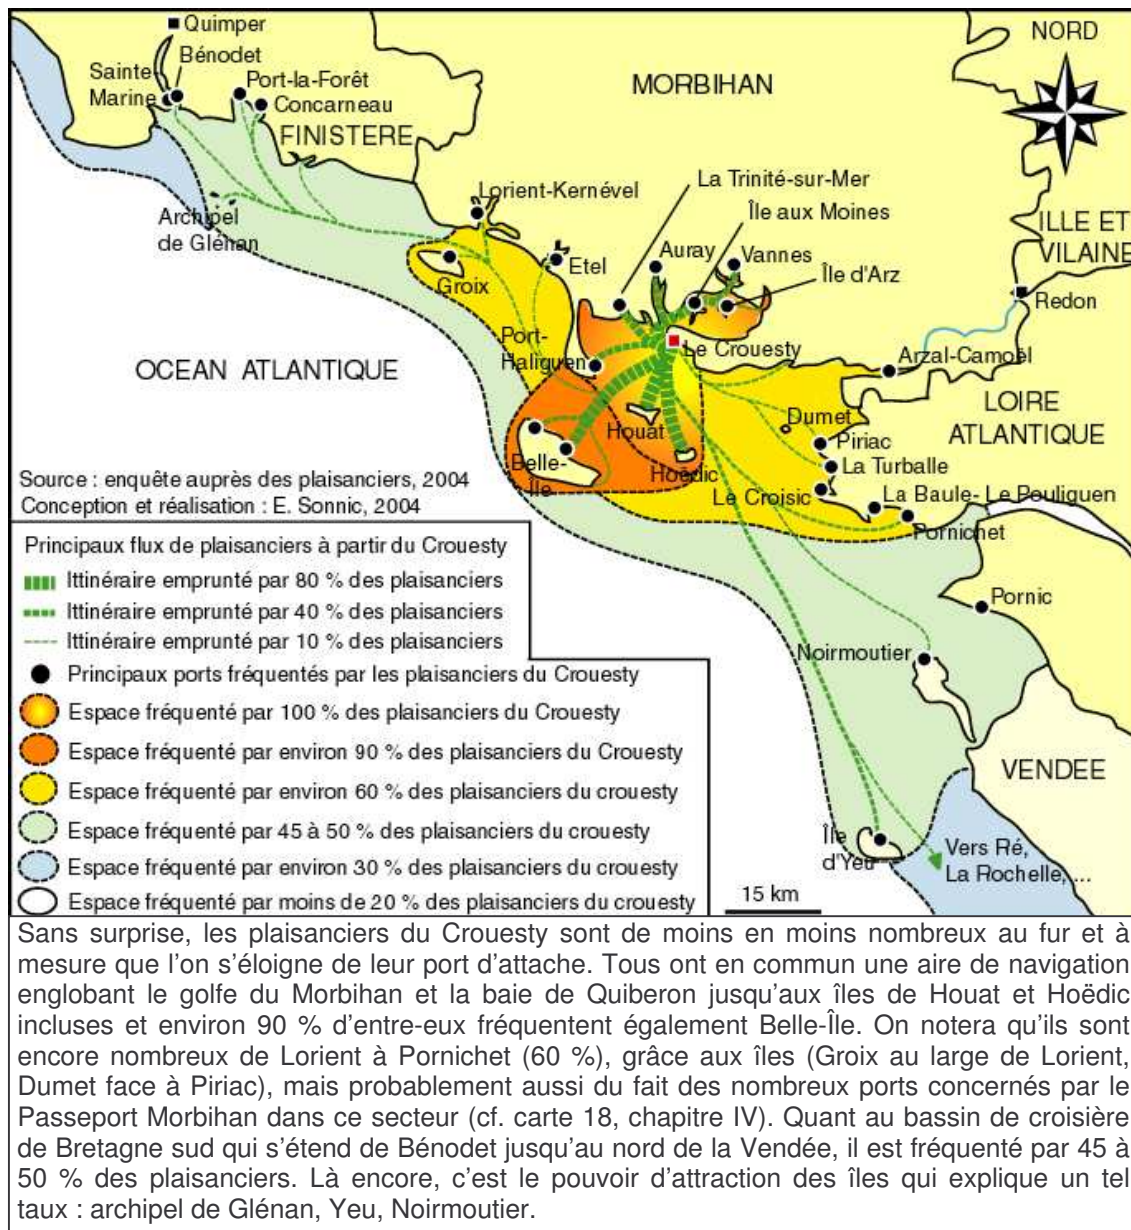 NORD
Quimper
Bénodet
Sainte-
Marine
Port-la-Forêt
Concarneau
FINISTERE
MORBIHAN
La Trinité-sur-Mer
Lorient-Kernével
Île aux Moines
Archipel
de Glénan
ILLE ET
VILAINE
Auray
Vannes
Etel
Île d'Arz
Groix
Redon
Port-
Haliguen
Le Crouesty
Arzal-Camoël
OCEAN ATLANTIQUE
LOIRE
ATLANTIQUE
Dumet
Houat
Piriac
Belle-
Île
Hoëdic
La Turballe
Le Croisic
La Baule- Le Pouliguen
Pornichet
Source : enquête auprès des plaisanciers, 2004
Conception et réalisation : E. Sonnic, 2004
Principaux flux de plaisanciers à partir du Crouesty
Ittinéraire emprunté par 80 % des plaisanciers
Ittinéraire emprunté par 40 % des plaisanciers
Ittinéraire emprunté par 10 % des plaisanciers
Principaux ports fréquentés par les plaisanciers du Crouesty
Espace fréquenté par 100 % des plaisanciers du Crouesty
Espace fréquenté par environ 90 % des plaisanciers du Crouesty
Espace fréquenté par environ 60 % des plaisanciers du crouesty
Espace fréquenté par 45 à 50 % des plaisanciers du crouesty
Espace fréquenté par environ 30 % des plaisanciers du crouesty
Espace fréquenté par moins de 20 % des plaisanciers du crouesty
Pornic
Noirmoutier
VENDEE
Île
d'Yeu
Vers Ré,
La Rochelle, ...
15 km
Sans surprise, les plaisanciers du Crouesty sont de moins en moins nombreux au fur et à
mesure que l'on s'éloigne de leur port d'attache. Tous ont en commun une aire de navigation
englobant le golfe du Morbihan et la baie de Quiberon jusqu'aux îles de Houat et Hoëdic
incluses et environ 90 % d'entre-eux fréquentent également Belle-Île. On notera qu'ils sont
encore nombreux de Lorient à Pornichet (60 %), grâce aux îles (Groix au large de Lorient,
Dumet face à Piriac), mais probablement aussi du fait des nombreux ports concernés par le
Passeport Morbihan dans ce secteur (cf. carte 18, chapitre IV). Quant au bassin de croisière
de Bretagne sud qui s'étend de Bénodet jusqu'au nord de la Vendée, il est fréquenté par 45 à
50 % des plaisanciers. Là encore, c'est le pouvoir d'attraction des îles qui explique un tel
taux : archipel de Glénan, Yeu, Noirmoutier.